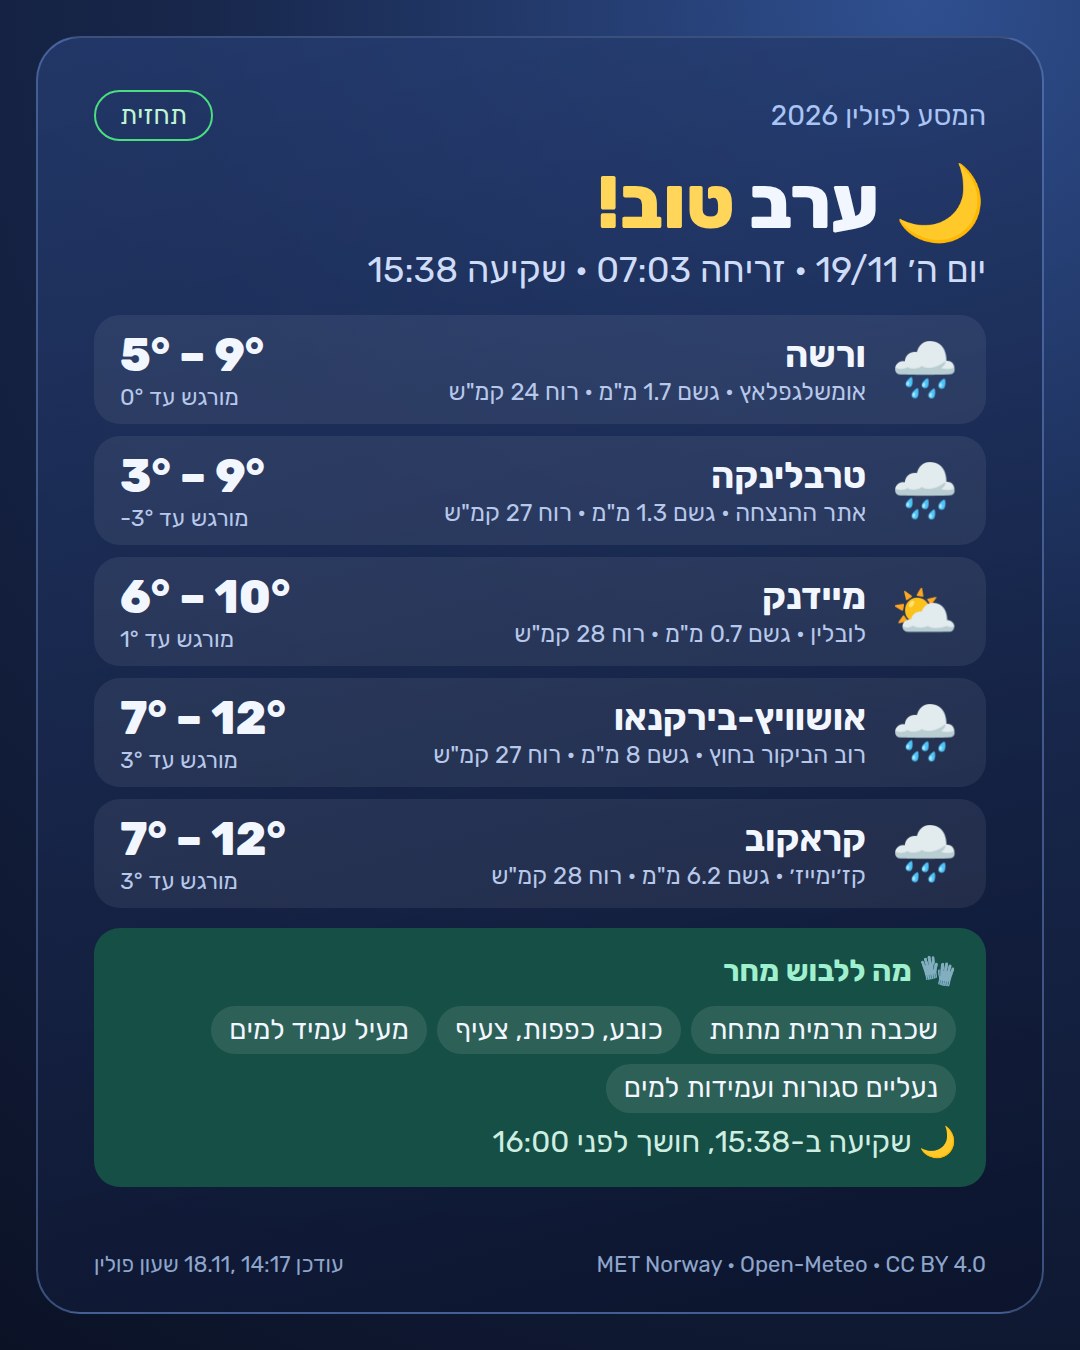 המסע לפולין 2026
תחזית
ערב טוב!
יום ה׳ 19/11 • זריחה 07:03 • שקיעה 15:38
ורשה
אומשלגפלאץ • גשם 1.7 מ"מ • רוח 24 קמ"ש
5° – 9°
מורגש עד 0°
טרבלינקה
אתר ההנצחה • גשם 1.3 מ"מ • רוח 27 קמ"ש
3° – 9°
מורגש עד -3°
מיידנק
לובלין • גשם 0.7 מ"מ • רוח 28 קמ"ש
6° – 10°
מורגש עד 1°
אושוויץ-בירקנאו
רוב הביקור בחוץ • גשם 8 מ"מ • רוח 27 קמ"ש
7° – 12°
מורגש עד 3°
קראקוב
קז׳ימייז׳ • גשם 6.2 מ"מ • רוח 28 קמ"ש
7° – 12°
מורגש עד 3°
מה ללבוש מחר
שכבה תרמית מתחת
כובע, כפפות, צעיף
מעיל עמיד למים
נעליים סגורות ועמידות למים
שקיעה ב-15:38, חושך לפני 16:00
MET Norway • Open-Meteo • CC BY 4.0
עודכן 14:17 ,18.11 שעון פולין